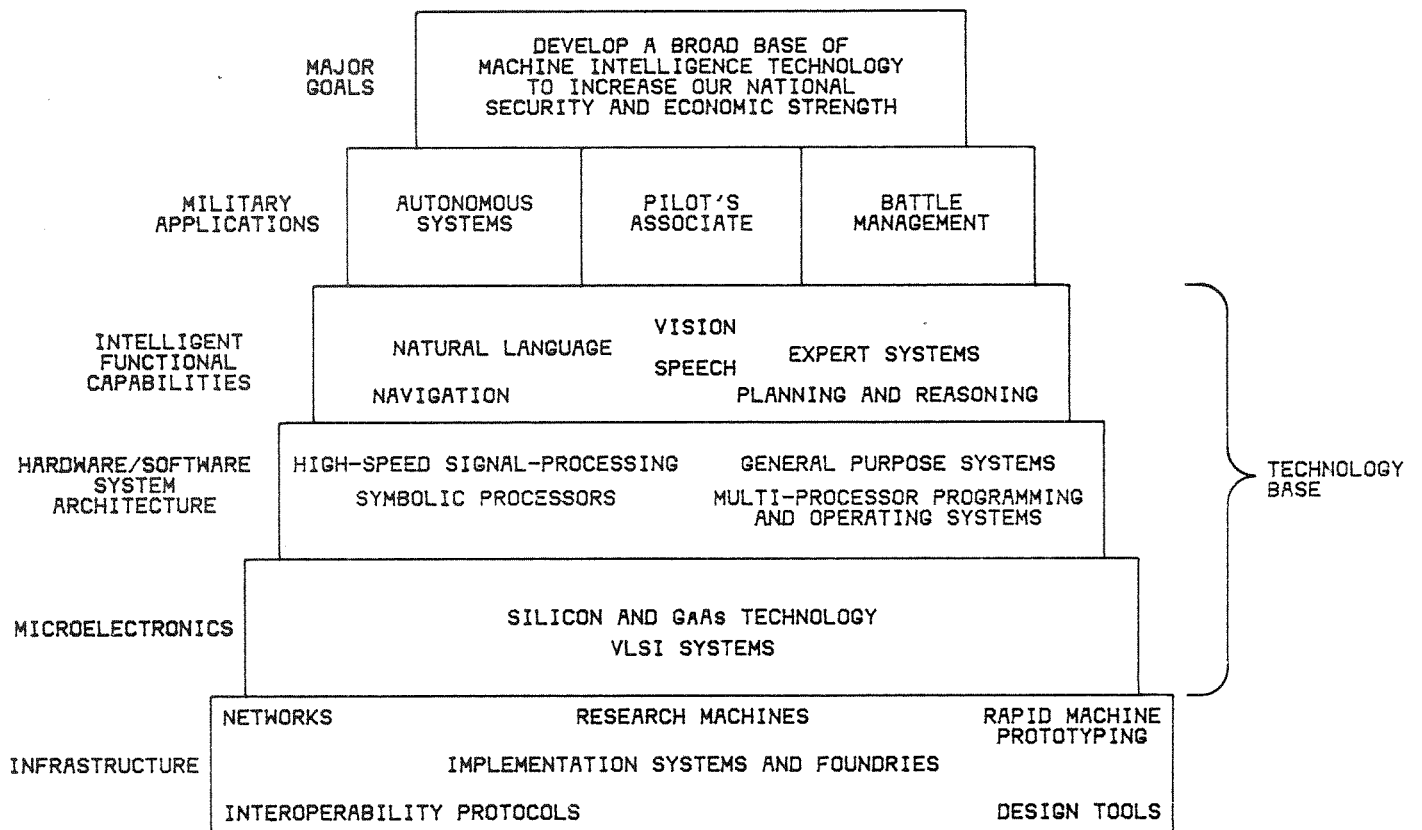 MAJOR
GOALS
DEVELOP A BROAD BASE OF
MACHINE INTELLIGENCE TECHNOLOGY
TO INCREASE OUR NATIONAL
SECURITY AND ECONOMIC STRENGTH
MILITARY
APPLICATIONS
AUTONOMOUS
SYSTEMS
PILOT'S
ASSOCIATE
BATTLE
MANAGEMENT
INTELLIGENT
FUNCTIONAL
CAPABILITIES
NATURAL LANGUAGE
VISION
SPEECH
EXPERT SYSTEMS
NAVIGATION
PLANNING AND REASONING
HARDWARE/SOFTWARE
SYSTEM
ARCHITECTURE
HIGH-SPEED SIGNAL-PROCESSING
GENERAL PURPOSE SYSTEMS
SYMBOLIC PROCESSORS
MULTI-PROCESSOR PROGRAMMING
AND OPERATING SYSTEMS
TECHNOLOGY
BASE
MICROELECTRONICS
SILICON AND GaAs TECHNOLOGY
VLSI SYSTEMS
INFRASTRUCTURE
NETWORKS
RESEARCH MACHINES
RAPID MACHINE
PROTOTYPING
IMPLEMENTATION SYSTEMS AND FOUNDRIES
INTEROPERABILITY PROTOCOLS
DESIGN TOOLS